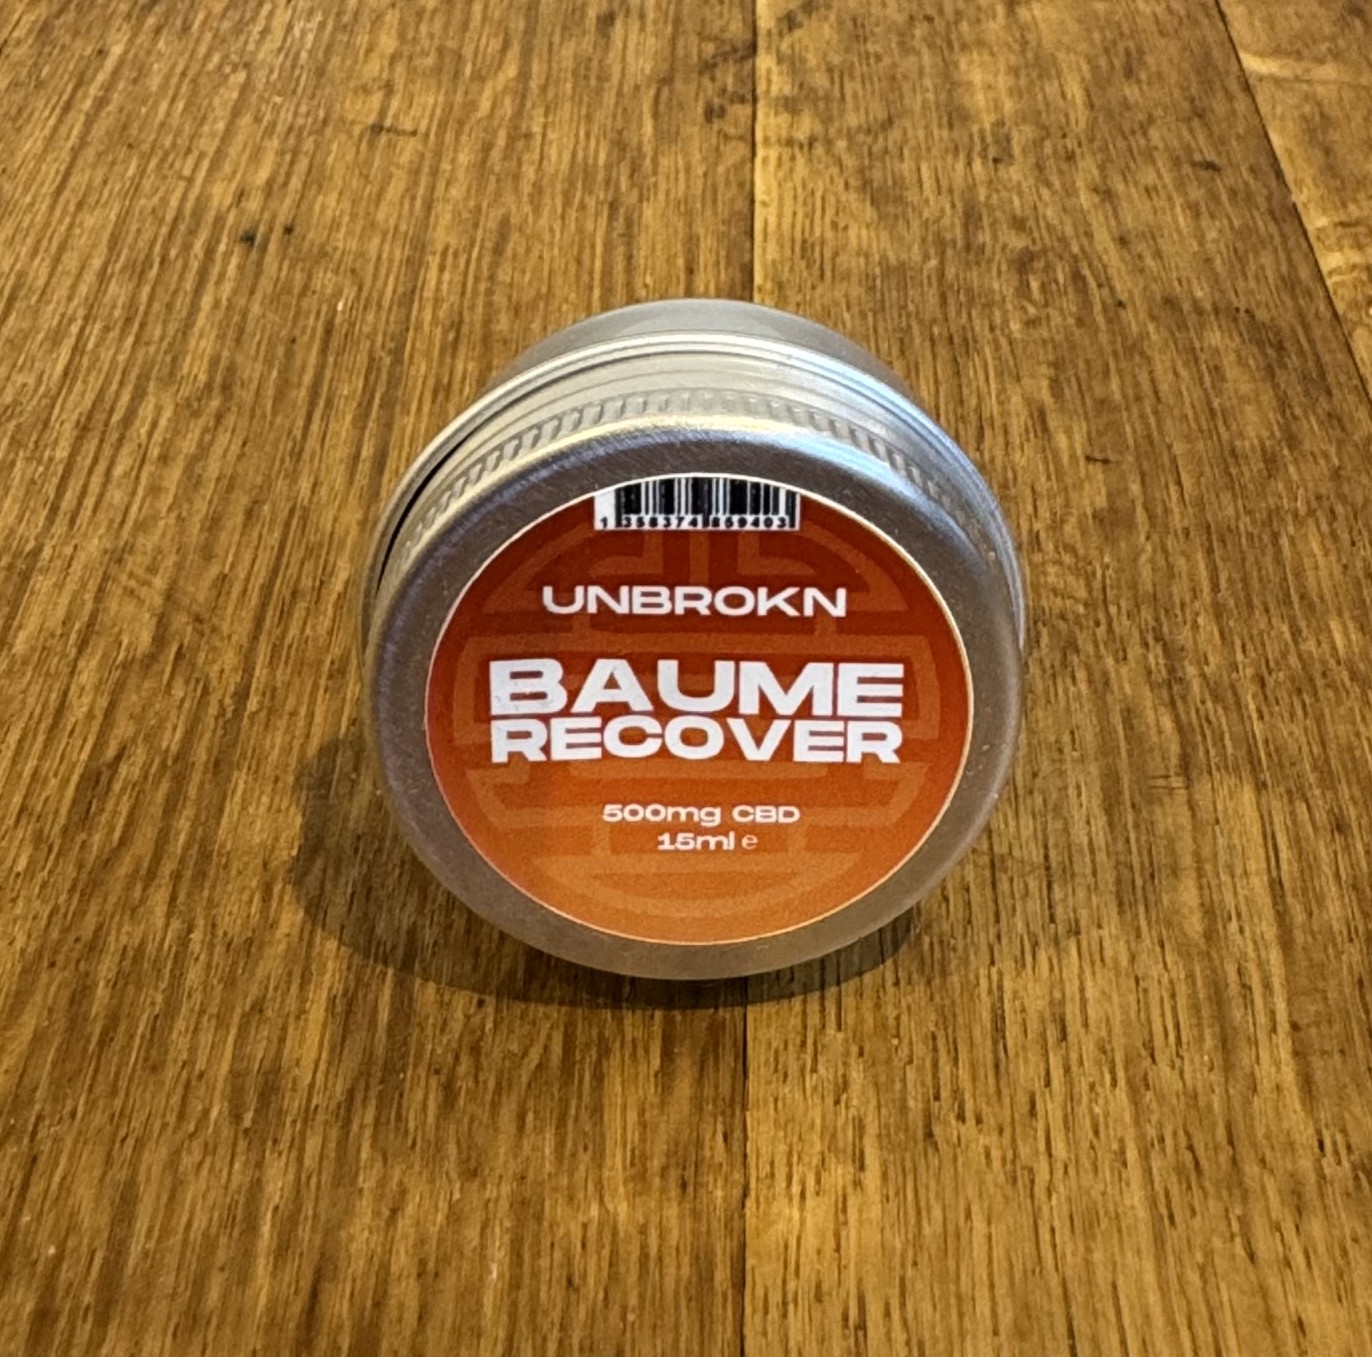 UNBROKN
BAUME
RECOVER
500mg CBD
15ml e